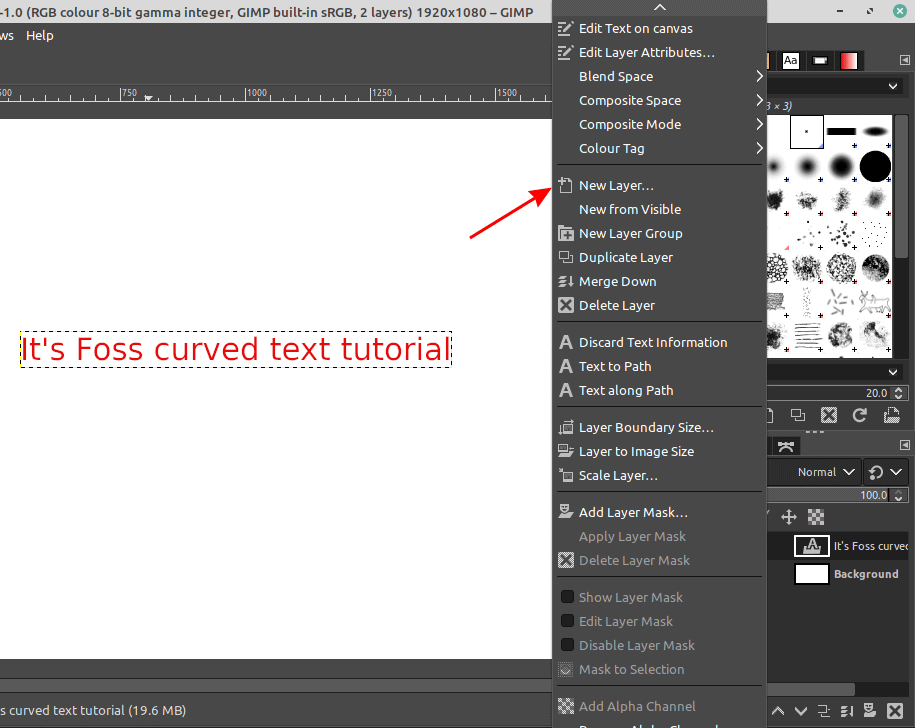 -1.0 (RGB colour 8-bit gamma integer, GIMP built-in sRGB, 2 layers) 1920x1080 – GIMP
ws Help
500 750 1000 1250 1500
Edit Text on canvas
Edit Layer Attributes…
Blend Space
Composite Space
Composite Mode
Colour Tag
New Layer…
New from Visible
New Layer Group
Duplicate Layer
Merge Down
Delete Layer
Discard Text Information
Text to Path
Text along Path
Layer Boundary Size…
Layer to Image Size
Scale Layer…
Add Layer Mask…
Apply Layer Mask
Delete Layer Mask
Show Layer Mask
Edit Layer Mask
Disable Layer Mask
Mask to Selection
Add Alpha Channel
It's Foss curved text tutorial
Aa
3 × 3)
20.0
Normal
100.0
It's Foss curved
Background
s curved text tutorial (19.6 MB)